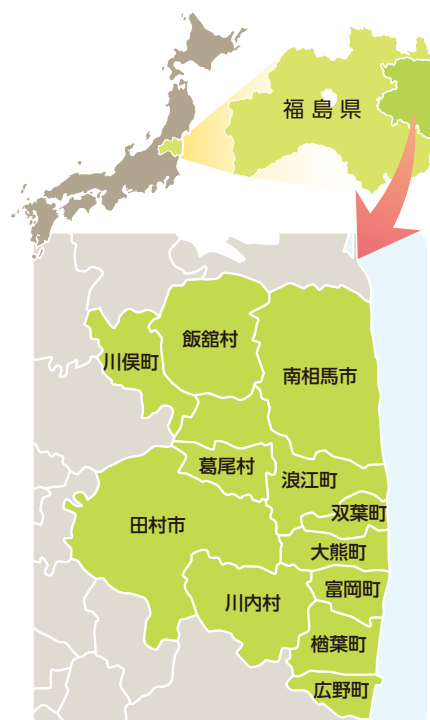 福島県
飯舘村
川俣町
南相馬市
葛尾村
浪江町
双葉町
田村市
大熊町
富岡町
川内村
楢葉町
広野町